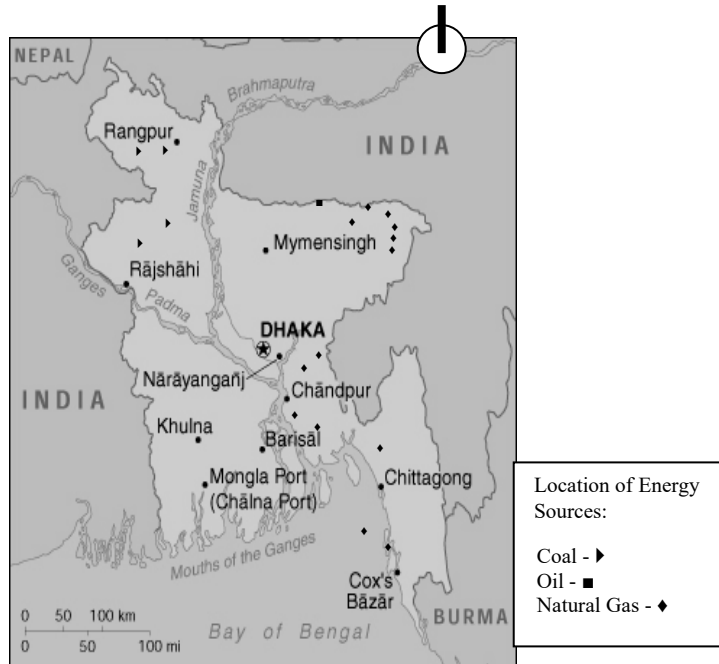 NEPAL
Brahmaputra
INDIA
Rangpur
Jamuna
Mymensingh
Ganges
Rājshāhi
Padma
DHAKA
Nārāyanganj
INDIA
Chāndpur
Khulna
Barisāl
Mongla Port
(Chālna Port)
Chittagong
Mouths of the Ganges
Cox's
Bāzār
BURMA
Bay of Bengal
0 50 100 km
0 50 100 mi
Location of Energy
Sources:
Coal -
Oil -
Natural Gas -